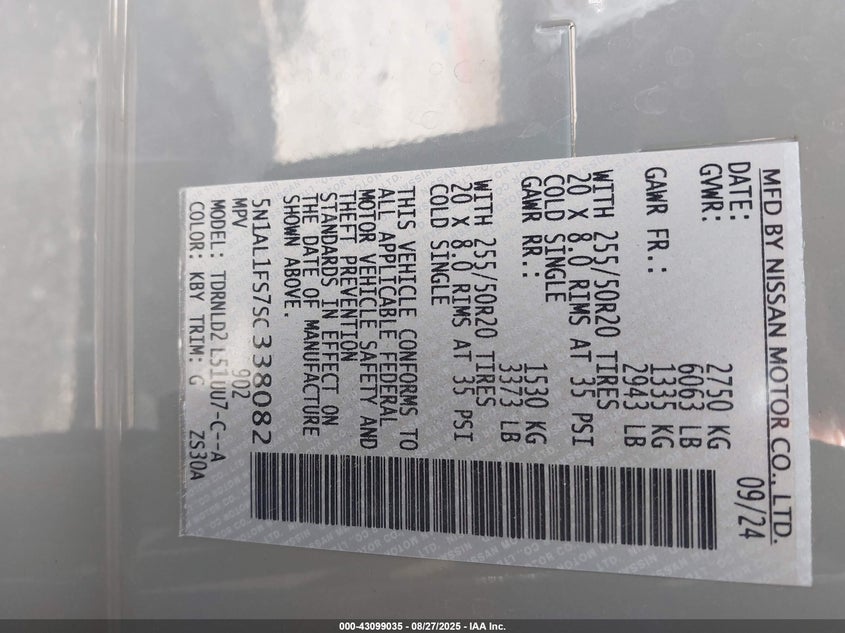 MFD BY NISSAN MOTOR CO., LTD.
DATE: 09/24
GVWR: 2750 KG
6063 LB
GAWR FR.: 1335 KG
2943 LB
WITH 255/50R20 TIRES
20 X 8.0 RIMS AT 35 PSI
COLD SINGLE
GAWR RR.: 1530 KG
3373 LB
WITH 255/50R20 TIRES
20 X 8.0 RIMS AT 35 PSI
COLD SINGLE
THIS VEHICLE CONFORMS TO
ALL APPLICABLE FEDERAL
MOTOR VEHICLE SAFETY AND
THEFT PREVENTION
STANDARDS IN EFFECT ON
THE DATE OF MANUFACTURE
SHOWN ABOVE.
5N1AL1FS7SC338082
MPV 902
MODEL: TDRNLD2 L51UU7-C--A
COLOR: KBY TRIM: G ZS30A
000-43099035 - 08/27/2025 - IAA Inc.